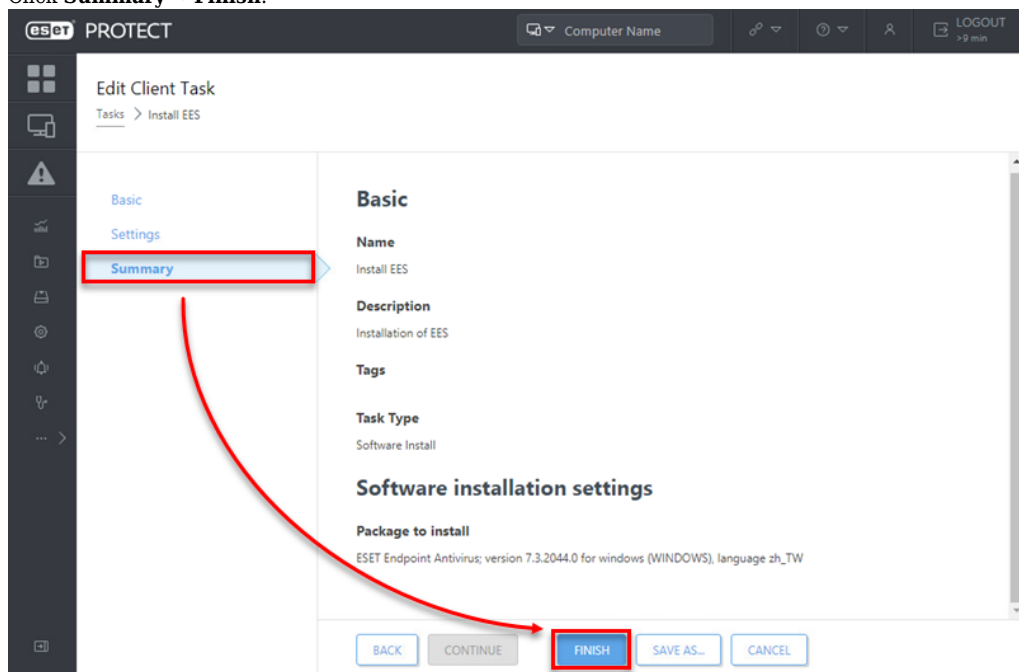 Click Summary → Finish.
eset PROTECT
Computer Name
LOGOUT
>9 min
Edit Client Task
Tasks > Install EES
Basic
Settings
Summary
Basic
Name
Install EES
Description
Installation of EES
Tags
Task Type
Software Install
Software installation settings
Package to install
ESET Endpoint Antivirus; version 7.3.2044.0 for windows (WINDOWS), language zh_TW
BACK
CONTINUE
FINISH
SAVE AS...
CANCEL